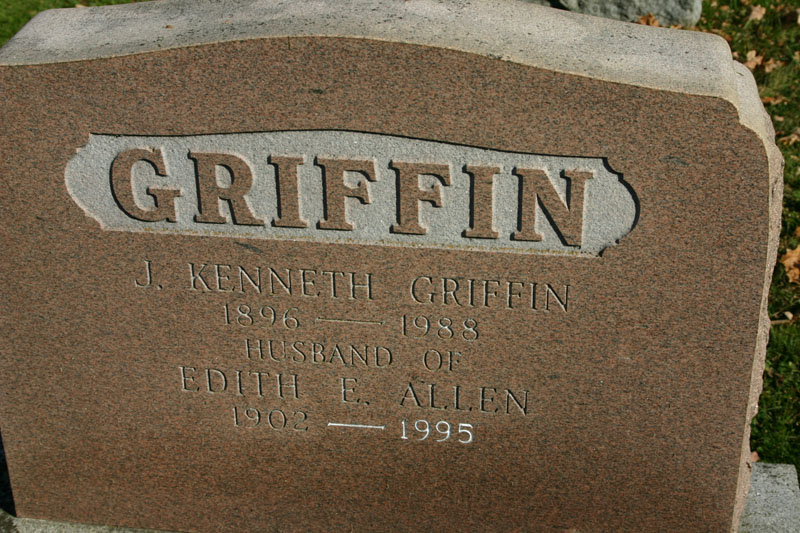 GRIFFIN
J. KENNETH GRIFFIN
1896 — 1988
HUSBAND OF
EDITH E. ALLEN
1902 — 1995